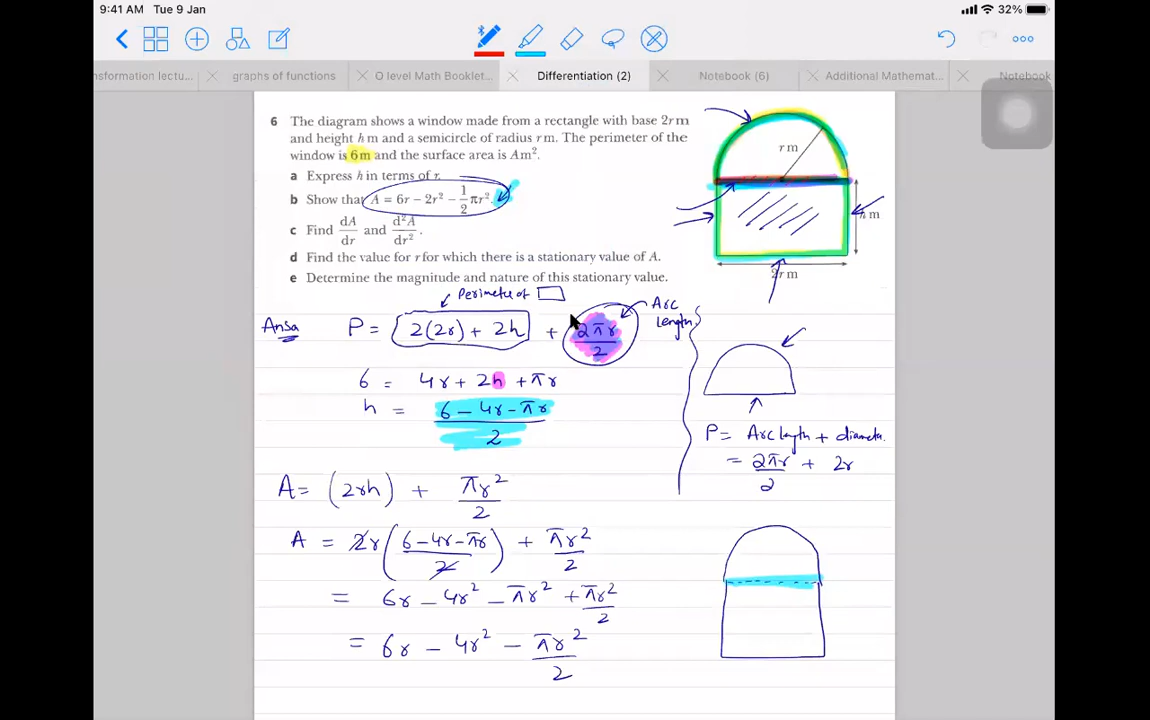 9:41 AM Tue 9 Jan
32%
nsformation lectu...
graphs of functions
O level Math Booklet...
Differentiation (2)
Notebook (6)
Additional Mathemat...
Notebook
6 The diagram shows a window made from a rectangle with base 2r m
and height h m and a semicircle of radius r m. The perimeter of the
window is 6 m and the surface area is A m².
a Express h in terms of r.
b Show that A = 6r − 2r² − 1/2 πr².
c Find dA/dr and d²A/dr².
d Find the value for r for which there is a stationary value of A.
e Determine the magnitude and nature of this stationary value.
r m
h m
2r m
Perimeter of
Arc
length
Ansa P = 2(2r) + 2h + 2πr/2
6 = 4r + 2h + πr
h = 6 − 4r − πr/2
P = Arc length + diameter
= 2πr/2 + 2r
A = (2rh) + πr²/2
A = 2r(6−4r−πr/2) + πr²/2
= 6r − 4r² − πr² + πr²/2
= 6r − 4r² − πr²/2